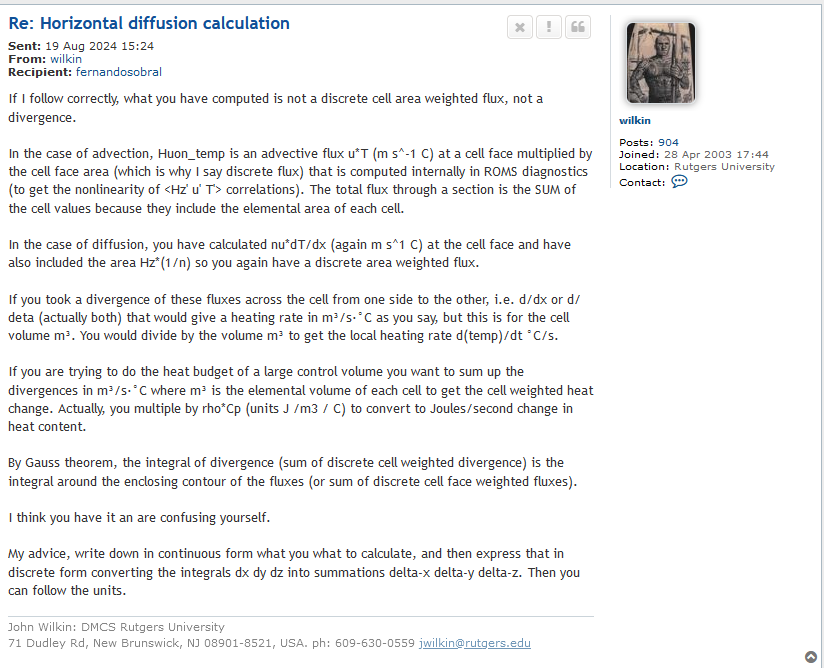 Re: Horizontal diffusion calculation
Sent: 19 Aug 2024 15:24
From: wilkin
Recipient: fernandosobral
If I follow correctly, what you have computed is not a discrete cell area weighted flux, not a
divergence.
In the case of advection, Huon_temp is an advective flux u*T (m s^-1 C) at a cell face multiplied by
the cell face area (which is why I say discrete flux) that is computed internally in ROMS diagnostics
(to get the nonlinearity of <Hz' u' T'> correlations). The total flux through a section is the SUM of
the cell values because they include the elemental area of each cell.
In the case of diffusion, you have calculated nu*dT/dx (again m s^1 C) at the cell face and have
also included the area Hz*(1/n) so you again have a discrete area weighted flux.
If you took a divergence of these fluxes across the cell from one side to the other, i.e. d/dx or d/
deta (actually both) that would give a heating rate in m³/s·˚C as you say, but this is for the cell
volume m³. You would divide by the volume m³ to get the local heating rate d(temp)/dt ˚C/s.
If you are trying to do the heat budget of a large control volume you want to sum up the
divergences in m³/s·˚C where m³ is the elemental volume of each cell to get the cell weighted heat
change. Actually, you multiple by rho*Cp (units J /m3 / C) to convert to Joules/second change in
heat content.
By Gauss theorem, the integral of divergence (sum of discrete cell weighted divergence) is the
integral around the enclosing contour of the fluxes (or sum of discrete cell face weighted fluxes).
I think you have it an are confusing yourself.
My advice, write down in continuous form what you what to calculate, and then express that in
discrete form converting the integrals dx dy dz into summations delta-x delta-y delta-z. Then you
can follow the units.
John Wilkin: DMCS Rutgers University
71 Dudley Rd, New Brunswick, NJ 08901-8521, USA. ph: 609-630-0559 jwilkin@rutgers.edu
wilkin
Posts: 904
Joined: 28 Apr 2003 17:44
Location: Rutgers University
Contact: